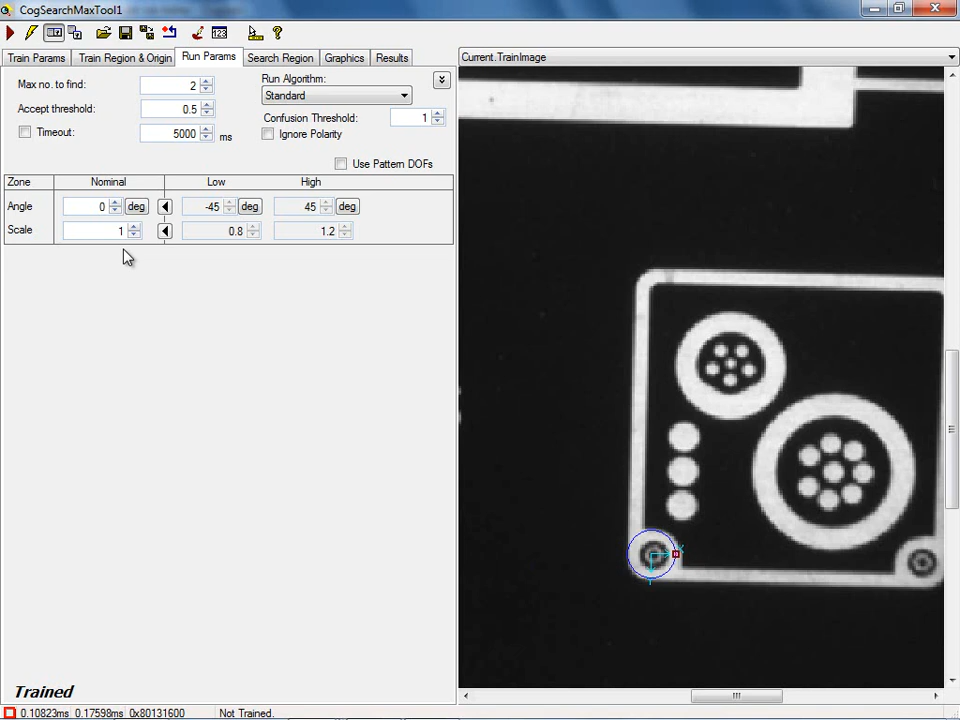 CogSearchMaxTool1
Train Params Train Region & Origin Run Params Search Region Graphics Results
Current.TrainImage
Max no. to find: 2
Run Algorithm:
Standard
Accept threshold: 0.5
Confusion Threshold: 1
Timeout: 5000 ms
Ignore Polarity
Use Pattern DOFs
Zone Nominal Low High
Angle 0 deg -45 deg 45 deg
Scale 1 0.8 1.2
Trained
0.10823ms 0.17598ms 0x80131600 Not Trained.